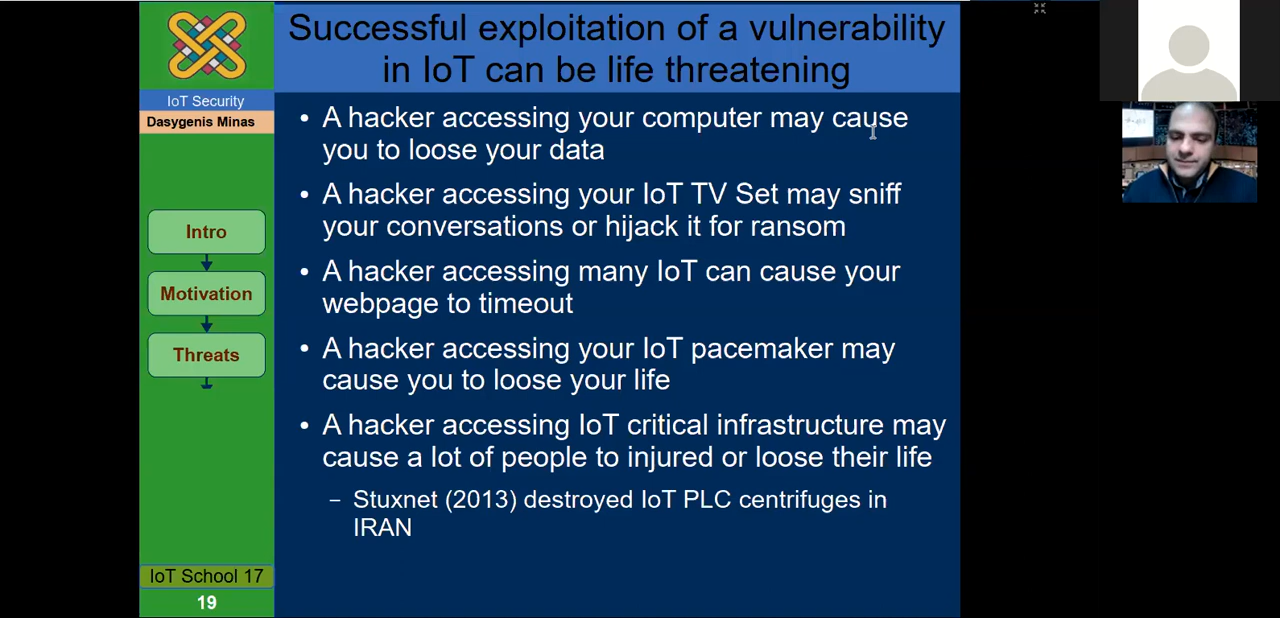 Successful exploitation of a vulnerability
in IoT can be life threatening
IoT Security
Dasygenis Minas
Intro
Motivation
Threats
• A hacker accessing your computer may cause
you to loose your data
• A hacker accessing your IoT TV Set may sniff
your conversations or hijack it for ransom
• A hacker accessing many IoT can cause your
webpage to timeout
• A hacker accessing your IoT pacemaker may
cause you to loose your life
• A hacker accessing IoT critical infrastructure may
cause a lot of people to injured or loose their life
– Stuxnet (2013) destroyed IoT PLC centrifuges in
IRAN
IoT School 17
19